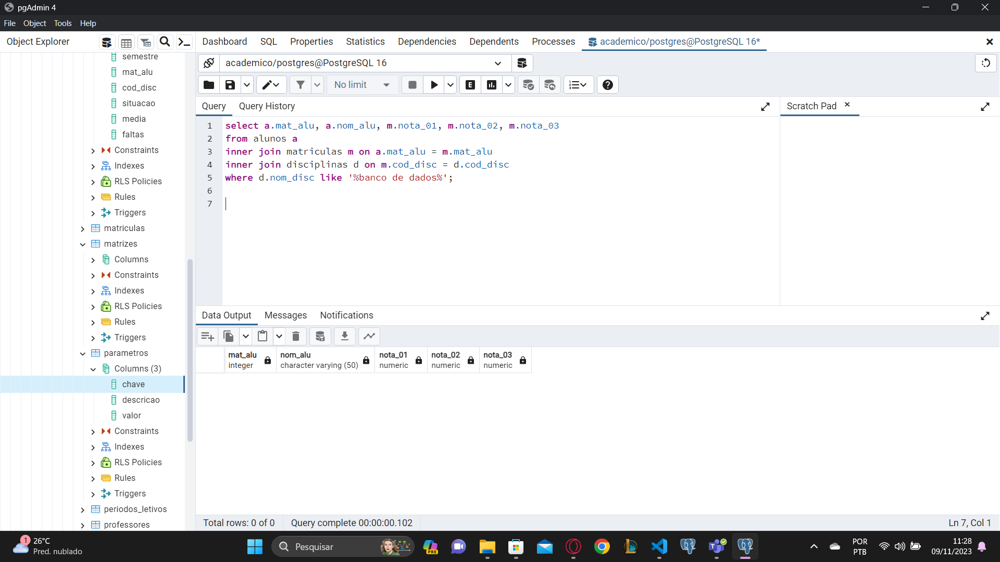 pgAdmin 4
File Object Tools Help
Object Explorer
Dashboard SQL Properties Statistics Dependencies Dependents Processes academico/postgres@PostgreSQL 16*
semestre
mat_alu
cod_disc
situacao
media
faltas
Constraints
Indexes
RLS Policies
Rules
Triggers
matriculas
matrizes
Columns
Constraints
Indexes
RLS Policies
Rules
Triggers
parametros
Columns (3)
chave
descricao
valor
Constraints
Indexes
RLS Policies
Rules
Triggers
periodos_letivos
professores
academico/postgres@PostgreSQL 16
No limit
E
Query Query History
Scratch Pad
1 select a.mat_alu, a.nom_alu, m.nota_01, m.nota_02, m.nota_03
2 from alunos a
3 inner join matriculas m on a.mat_alu = m.mat_alu
4 inner join disciplinas d on m.cod_disc = d.cod_disc
5 where d.nom_disc like '%banco de dados%';
6
7
Data Output Messages Notifications
mat_alu nom_alu nota_01 nota_02 nota_03
integer character varying (50) numeric numeric numeric
Total rows: 0 of 0 Query complete 00:00:00.102 Ln 7, Col 1
1
26°C
Pred. nublado
Pesquisar
PRE
POR
PTB
11:28
09/11/2023